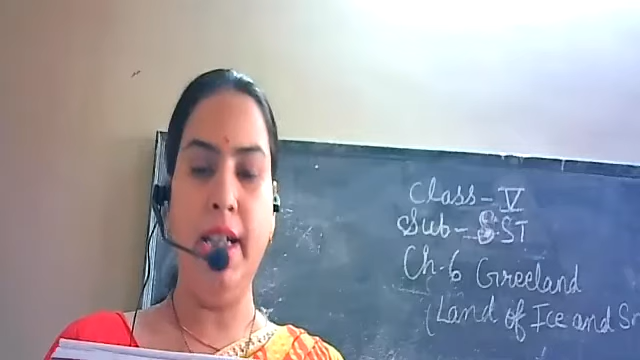 Class - V
Sub - SST
Ch.6 Greeland
(Land of Ice and